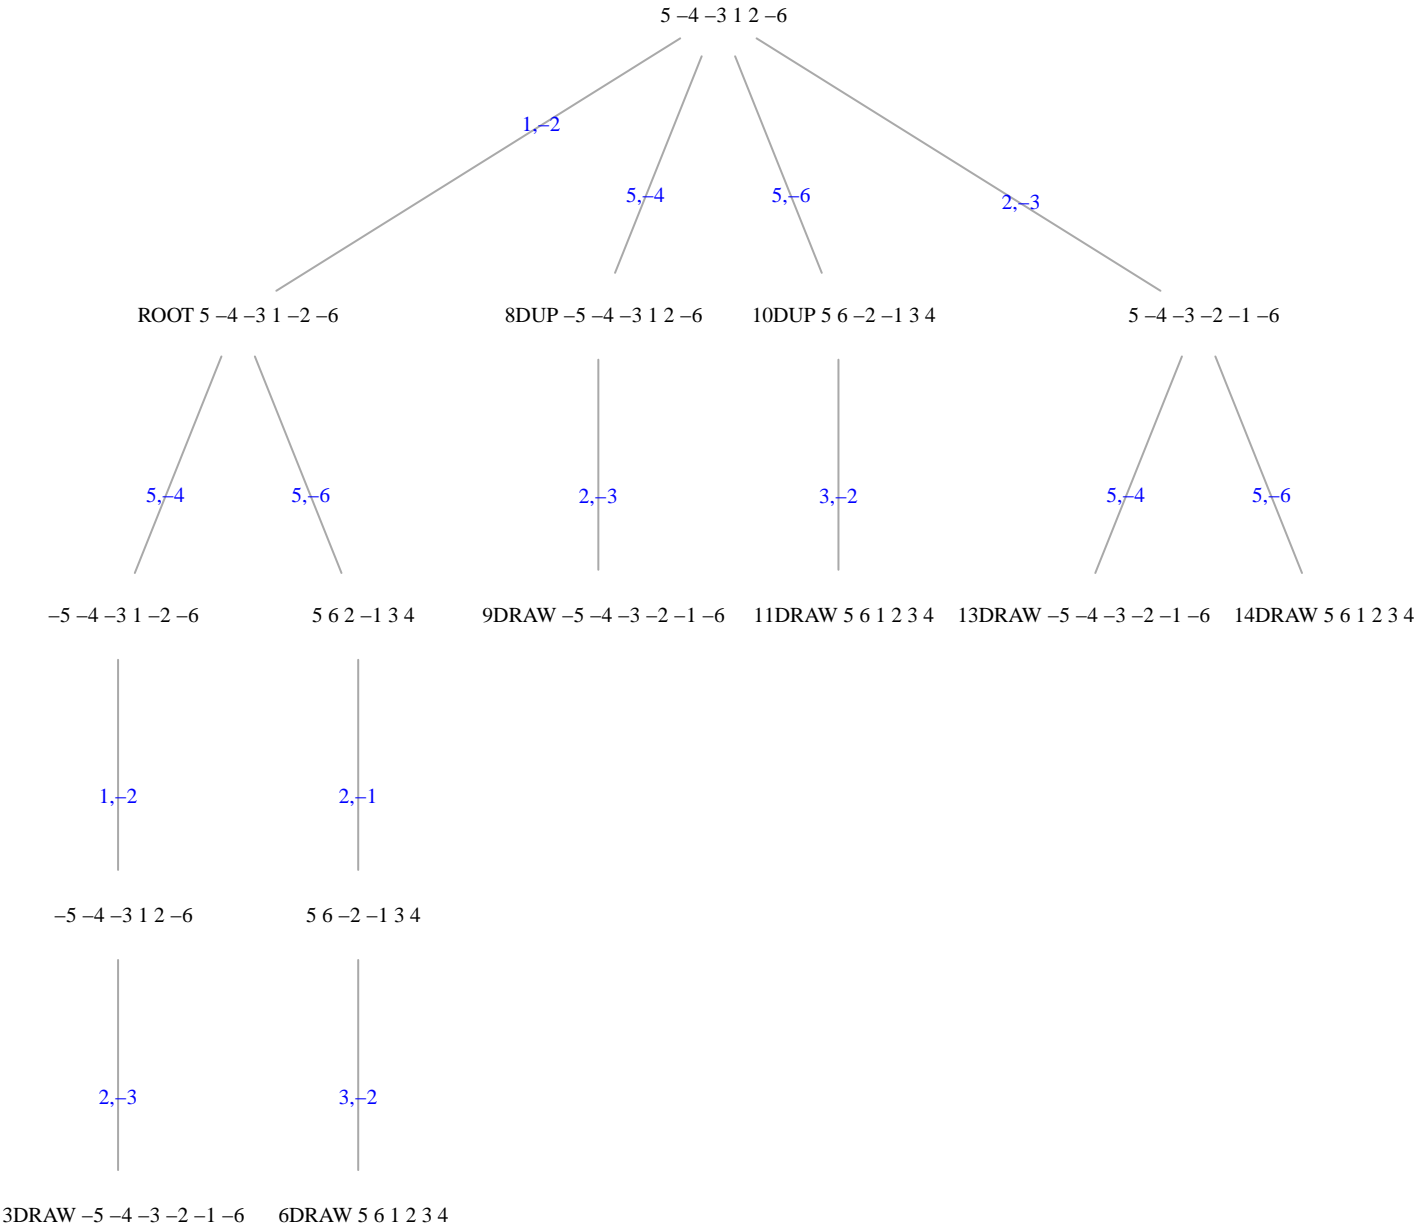 5 –4 –3 1 2 –6
1,–2
5,–4
5,–6
2,–3
ROOT 5 –4 –3 1 –2 –6
8DUP –5 –4 –3 1 2 –6
10DUP 5 6 –2 –1 3 4
5 –4 –3 –2 –1 –6
5,–4
5,–6
2,–3
3,–2
5,–4
5,–6
–5 –4 –3 1 –2 –6
5 6 2 –1 3 4
9DRAW –5 –4 –3 –2 –1 –6
11DRAW 5 6 1 2 3 4
13DRAW –5 –4 –3 –2 –1 –6
14DRAW 5 6 1 2 3 4
1,–2
2,–1
–5 –4 –3 1 2 –6
5 6 –2 –1 3 4
2,–3
3,–2
3DRAW –5 –4 –3 –2 –1 –6
6DRAW 5 6 1 2 3 4